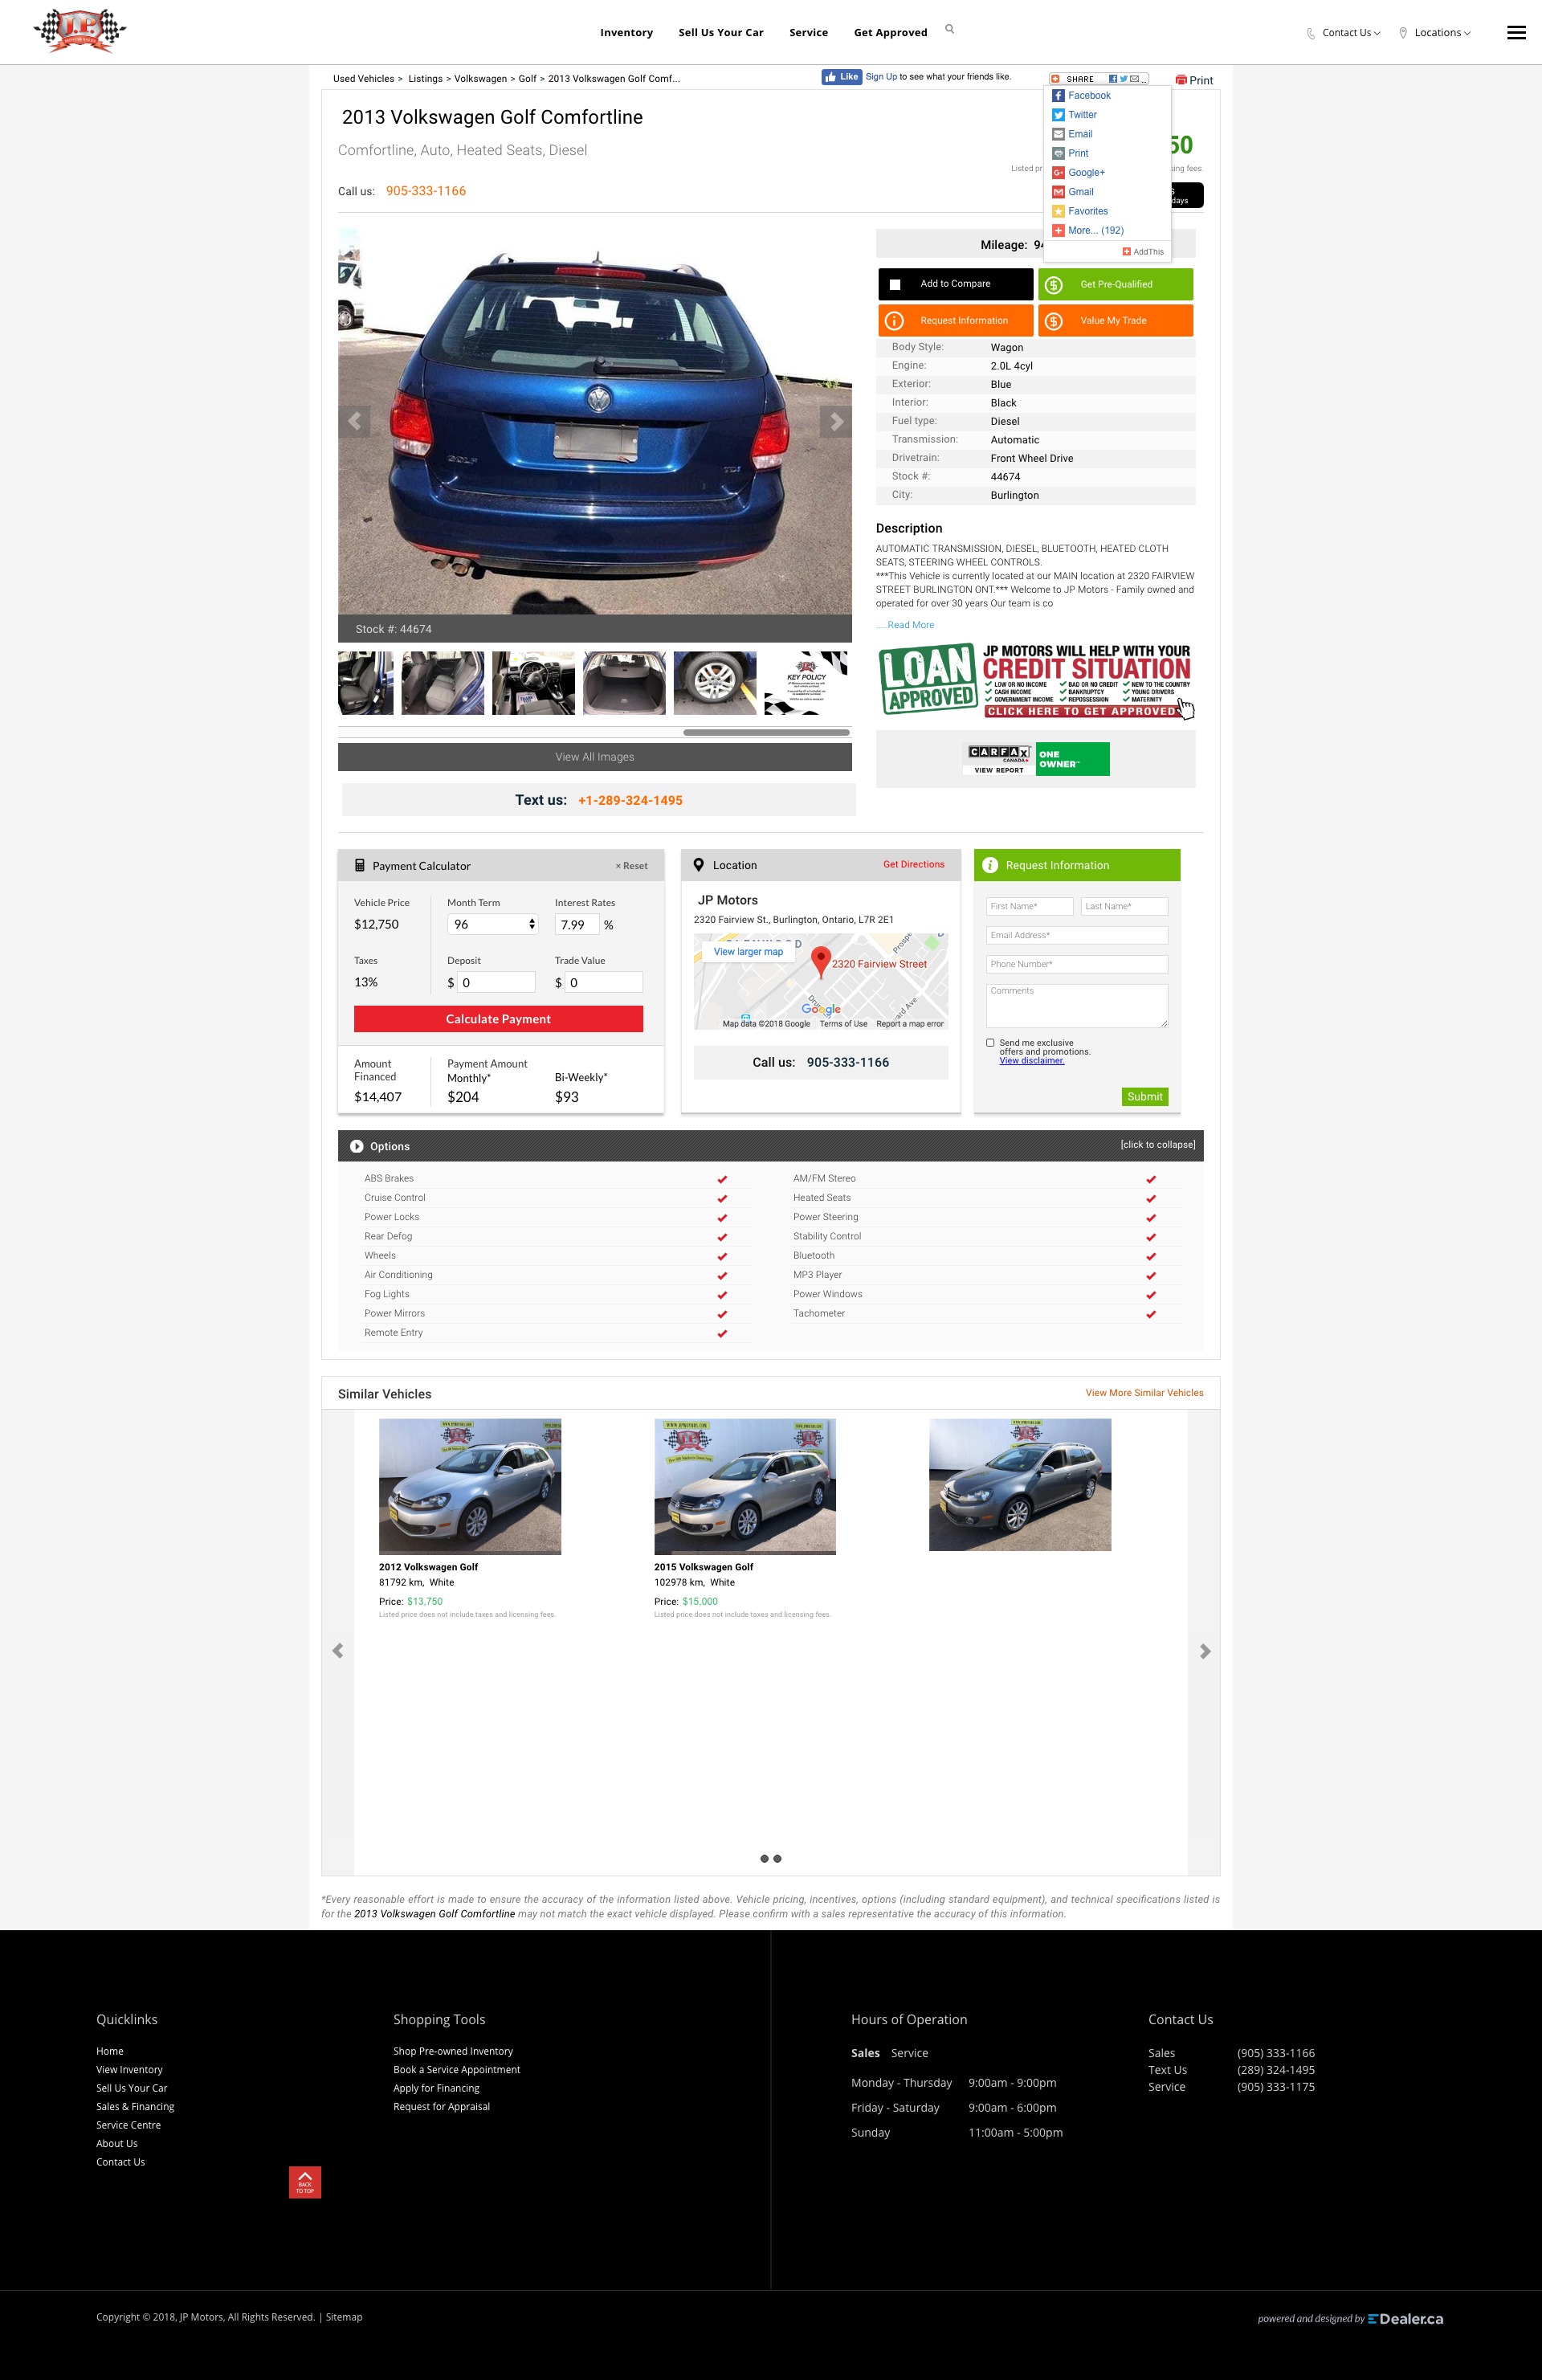 J.P.
Inventory
Sell Us Your Car
Service
Get Approved
Contact Us
Locations
Used Vehicles > Listings > Volkswagen > Golf > 2013 Volkswagen Golf Comf...
Like
Sign Up to see what your friends like.
SHARE
Print
Facebook
Twitter
Email
Print
Google+
Gmail
Favorites
More... (192)
AddThis
2013 Volkswagen Golf Comfortline
Comfortline, Auto, Heated Seats, Diesel
50
Listed pr
ing fees.
Call us: 905-333-1166
days
Mileage: 94
Add to Compare
Get Pre-Qualified
Request Information
Value My Trade
Body Style: Wagon
Engine: 2.0L 4cyl
Exterior: Blue
Interior: Black
Fuel type: Diesel
Transmission: Automatic
Drivetrain: Front Wheel Drive
Stock #: 44674
City: Burlington
GOLF
TDI
Stock #: 44674
KEY POLICY
View All Images
Text us: +1-289-324-1495
Description
AUTOMATIC TRANSMISSION, DIESEL, BLUETOOTH, HEATED CLOTH
SEATS, STEERING WHEEL CONTROLS.
***This Vehicle is currently located at our MAIN location at 2320 FAIRVIEW
STREET BURLINGTON ONT.*** Welcome to JP Motors - Family owned and
operated for over 30 years Our team is co
......Read More
LOAN APPROVED
JP MOTORS WILL HELP WITH YOUR
CREDIT SITUATION
LOW OR NO INCOME
BAD OR NO CREDIT
NEW TO THE COUNTRY
CASH INCOME
BANKRUPTCY
YOUNG DRIVERS
GOVERNMENT INCOME
REPOSSESSION
MATERNITY
CLICK HERE TO GET APPROVED
CARFAX
CANADA
VIEW REPORT
ONE
OWNER™
Payment Calculator
× Reset
Vehicle Price
Month Term
Interest Rates
$12,750
96
7.99 %
Taxes
Deposit
Trade Value
13%
$ 0
$ 0
Calculate Payment
Amount
Financed
Payment Amount
Monthly*
Bi-Weekly*
$14,407
$204
$93
Location
Get Directions
JP Motors
2320 Fairview St., Burlington, Ontario, L7R 2E1
View larger map
2320 Fairview Street
Google
Map data ©2018 Google
Terms of Use
Report a map error
Call us: 905-333-1166
Request Information
First Name*
Last Name*
Email Address*
Phone Number*
Comments
Send me exclusive
offers and promotions.
View disclaimer.
Submit
Options
[click to collapse]
ABS Brakes
AM/FM Stereo
Cruise Control
Heated Seats
Power Locks
Power Steering
Rear Defog
Stability Control
Wheels
Bluetooth
Air Conditioning
MP3 Player
Fog Lights
Power Windows
Power Mirrors
Tachometer
Remote Entry
Similar Vehicles
View More Similar Vehicles
2012 Volkswagen Golf
81792 km, White
Price: $13,750
Listed price does not include taxes and licensing fees.
2015 Volkswagen Golf
102978 km, White
Price: $15,000
Listed price does not include taxes and licensing fees.
*Every reasonable effort is made to ensure the accuracy of the information listed above. Vehicle pricing, incentives, options (including standard equipment), and technical specifications listed is
for the 2013 Volkswagen Golf Comfortline may not match the exact vehicle displayed. Please confirm with a sales representative the accuracy of this information.
Quicklinks
Home
View Inventory
Sell Us Your Car
Sales & Financing
Service Centre
About Us
Contact Us
BACK
TO TOP
Shopping Tools
Shop Pre-owned Inventory
Book a Service Appointment
Apply for Financing
Request for Appraisal
Hours of Operation
Sales Service
Monday - Thursday 9:00am - 9:00pm
Friday - Saturday 9:00am - 6:00pm
Sunday 11:00am - 5:00pm
Contact Us
Sales (905) 333-1166
Text Us (289) 324-1495
Service (905) 333-1175
Copyright © 2018, JP Motors, All Rights Reserved. | Sitemap
powered and designed by EDealer.ca